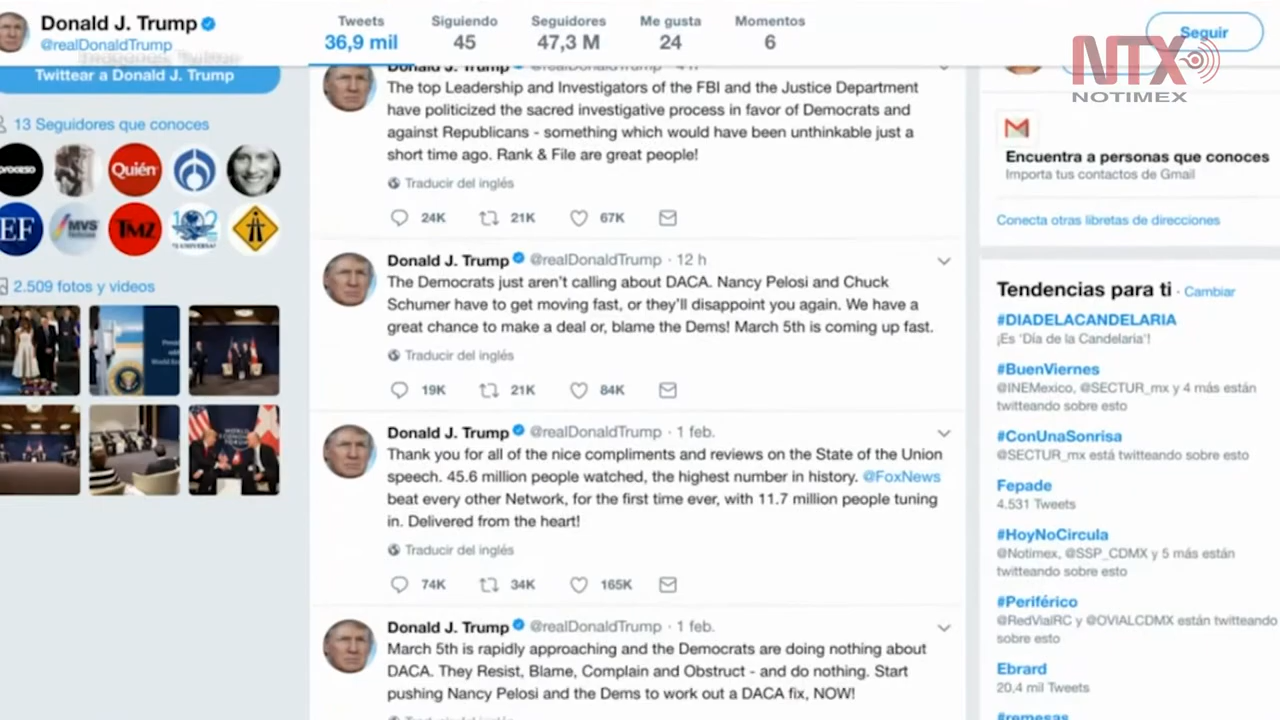 Donald J. Trump
@realDonaldTrump
Tweets
36,9 mil
Siguiendo
45
Seguidores
47,3 M
Me gusta
24
Momentos
6
Seguir
NTX
NOTIMEX
Twittear a Donald J. Trump
13 Seguidores que conoces
proceso
Quién
EF
MVS
Noticias
TMZ
102
2.509 fotos y videos
Donald J. Trump @realDonaldTrump
The top Leadership and Investigators of the FBI and the Justice Department
have politicized the sacred investigative process in favor of Democrats and
against Republicans - something which would have been unthinkable just a
short time ago. Rank & File are great people!
Traducir del inglés
24K 21K 67K
Donald J. Trump @realDonaldTrump · 12 h
The Democrats just aren't calling about DACA. Nancy Pelosi and Chuck
Schumer have to get moving fast, or they'll disappoint you again. We have a
great chance to make a deal or, blame the Dems! March 5th is coming up fast.
Traducir del inglés
19K 21K 84K
Donald J. Trump @realDonaldTrump · 1 feb.
Thank you for all of the nice compliments and reviews on the State of the Union
speech. 45.6 million people watched, the highest number in history. @FoxNews
beat every other Network, for the first time ever, with 11.7 million people tuning
in. Delivered from the heart!
Traducir del inglés
74K 34K 165K
Donald J. Trump @realDonaldTrump · 1 feb.
March 5th is rapidly approaching and the Democrats are doing nothing about
DACA. They Resist, Blame, Complain and Obstruct - and do nothing. Start
pushing Nancy Pelosi and the Dems to work out a DACA fix, NOW!
Encuentra a personas que conoces
Importa tus contactos de Gmail
Conecta otras libretas de direcciones
Tendencias para ti · Cambiar
#DIADELACANDELARIA
¡Es 'Día de la Candelaria'!
#BuenViernes
@INEMexico, @SECTUR_mx y 4 más están
twitteando sobre esto
#ConUnaSonrisa
@SECTUR_mx está twitteando sobre esto
Fepade
4.531 Tweets
#HoyNoCircula
@Notimex, @SSP_CDMX y 5 más están
twitteando sobre esto
#Periférico
@RedVialRC y @OVIALCDMX están twitteando
sobre esto
Ebrard
20,4 mil Tweets
#remesas